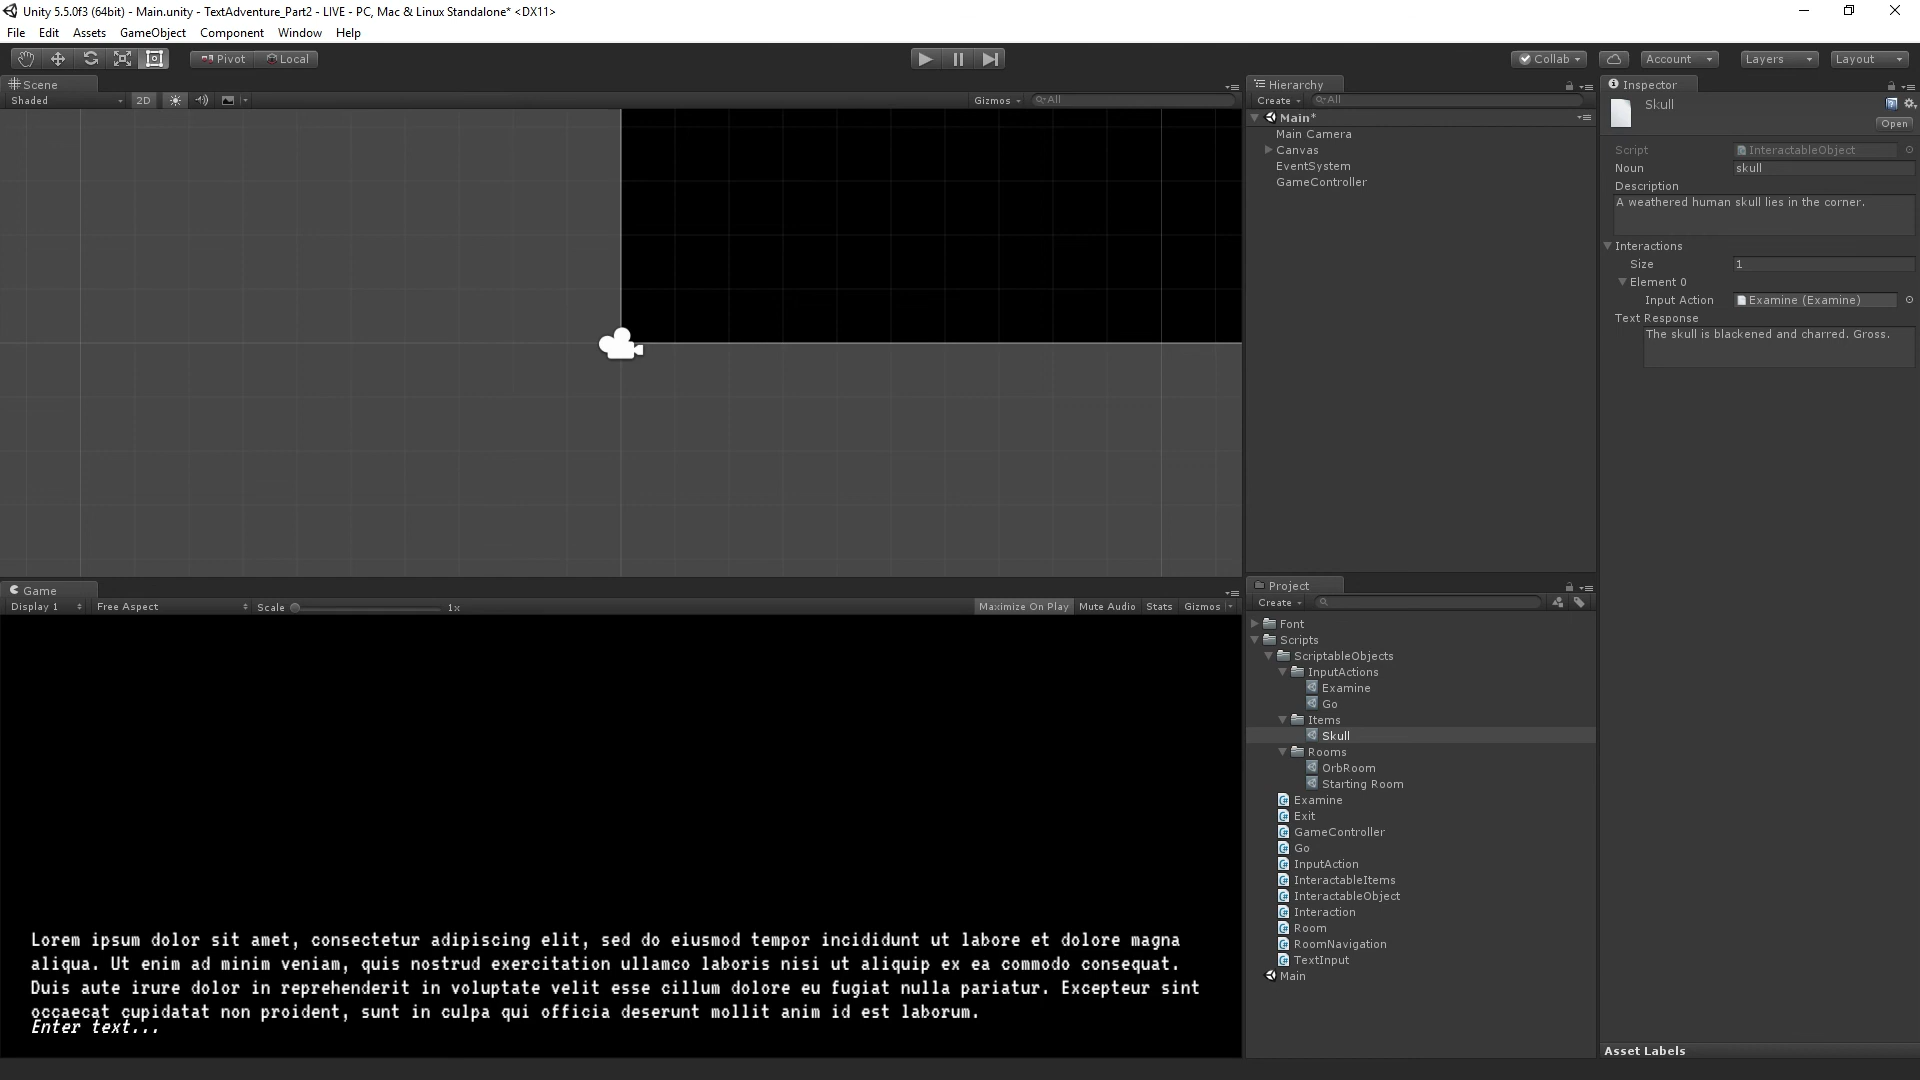 Unity 5.5.0f3 (64bit) - Main.unity - TextAdventure_Part2 - LIVE - PC, Mac & Linux Standalone* <DX11>
File Edit Assets GameObject Component Window Help
Pivot Local
Collab Account Layers Layout
Scene
Shaded 2D Gizmos All
Hierarchy
Create All
Main*
Main Camera
Canvas
EventSystem
GameController
Inspector
Skull
Open
Script InteractableObject
Noun skull
Description
A weathered human skull lies in the corner.
Interactions
Size 1
Element 0
Input Action Examine (Examine)
Text Response
The skull is blackened and charred. Gross.
Game
Display 1 Free Aspect Scale 1x Maximize On Play Mute Audio Stats Gizmos
Lorem ipsum dolor sit amet, consectetur adipiscing elit, sed do eiusmod tempor incididunt ut labore et dolore magna
aliqua. Ut enim ad minim veniam, quis nostrud exercitation ullamco laboris nisi ut aliquip ex ea commodo consequat.
Duis aute irure dolor in reprehenderit in voluptate velit esse cillum dolore eu fugiat nulla pariatur. Excepteur sint
occaecat cupidatat non proident, sunt in culpa qui officia deserunt mollit anim id est laborum.
Enter text...
Project
Create
Font
Scripts
ScriptableObjects
InputActions
Examine
Go
Items
Skull
Rooms
OrbRoom
Starting Room
Examine
Exit
GameController
Go
InputAction
InteractableItems
InteractableObject
Interaction
Room
RoomNavigation
TextInput
Main
Asset Labels